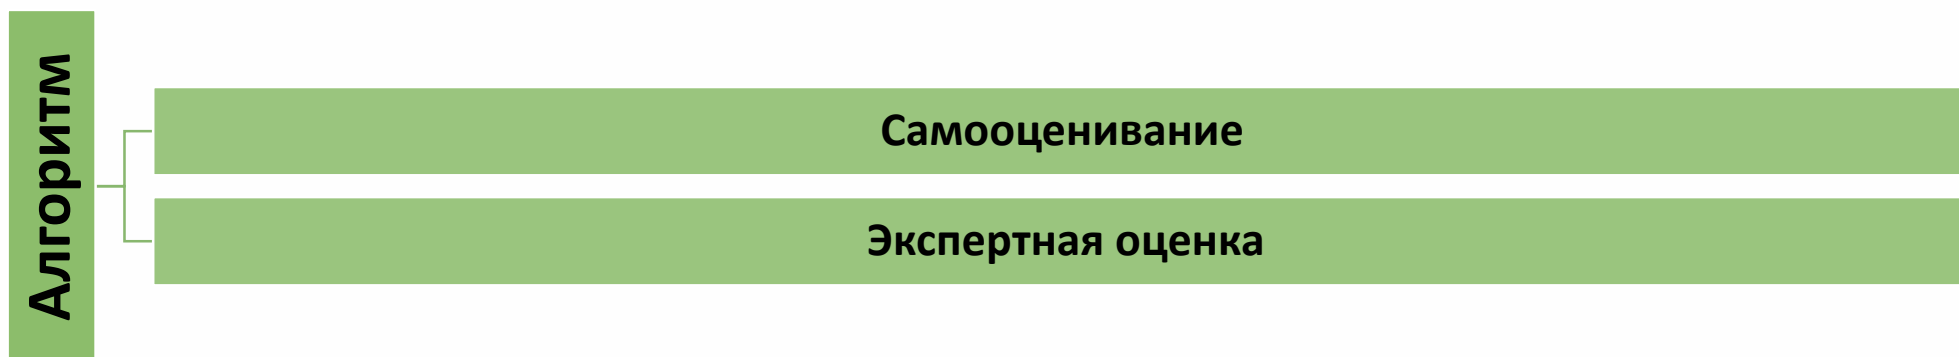 Алгоритм
Самооценивание
Экспертная оценка